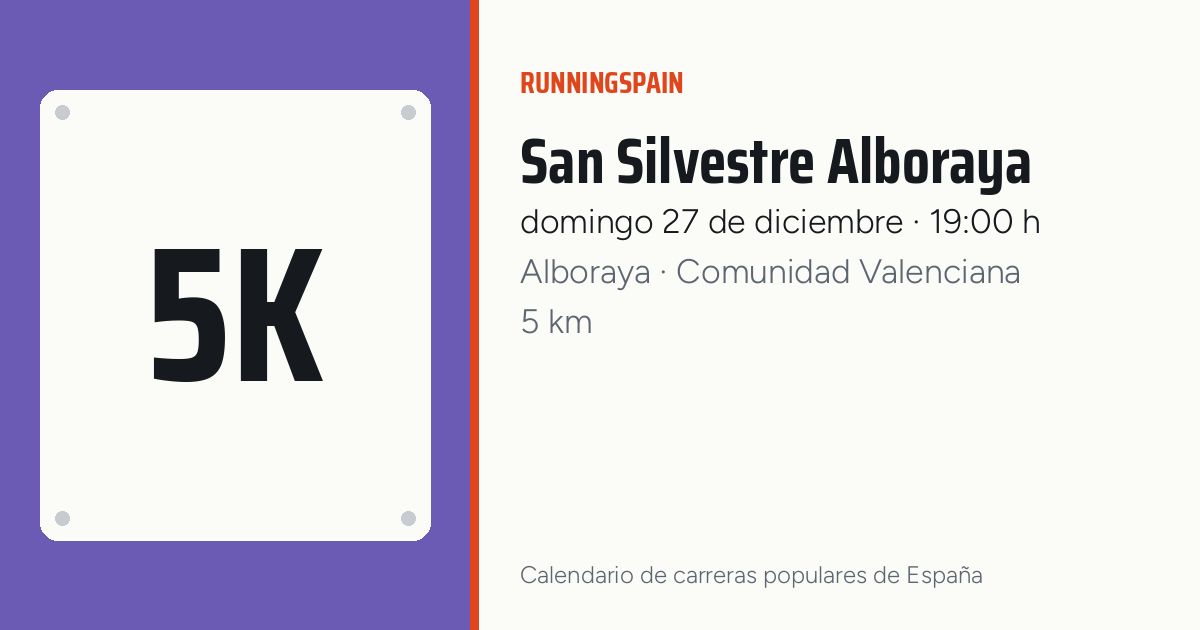 5K
RUNNINGSPAIN
San Silvestre Alboraya
domingo 27 de diciembre · 19:00 h
Alboraya · Comunidad Valenciana
5 km
Calendario de carreras populares de España